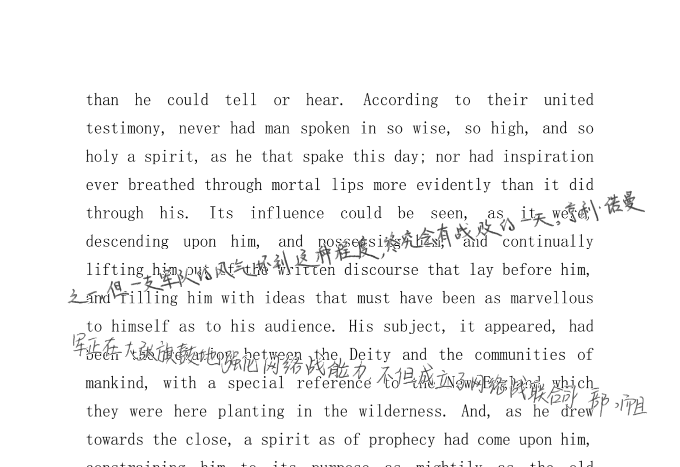 than he could tell or hear. According to their united
testimony, never had man spoken in so wise, so high, and so
holy a spirit, as he that spake this day; nor had inspiration
ever breathed through mortal lips more evidently than it did
through his. Its influence could be seen, as it were,
descending upon him, and possessing him, and continually
lifting him out of the written discourse that lay before him,
and filling him with ideas that must have been as marvellous
to himself as to his audience. His subject, it appeared, had
been the relation between the Deity and the communities of
mankind, with a special reference to the New England which
they were here planting in the wilderness. And, as he drew
towards the close, a spirit as of prophecy had come upon him,
constraining him to its purpose as mightily as the old
之一,但一支军队的风气坏到这种程度,终究会有战败的一天。亨利·诺曼
军正在大张旗鼓地强化网络战能力,不但成立了网络战联合司 部,组